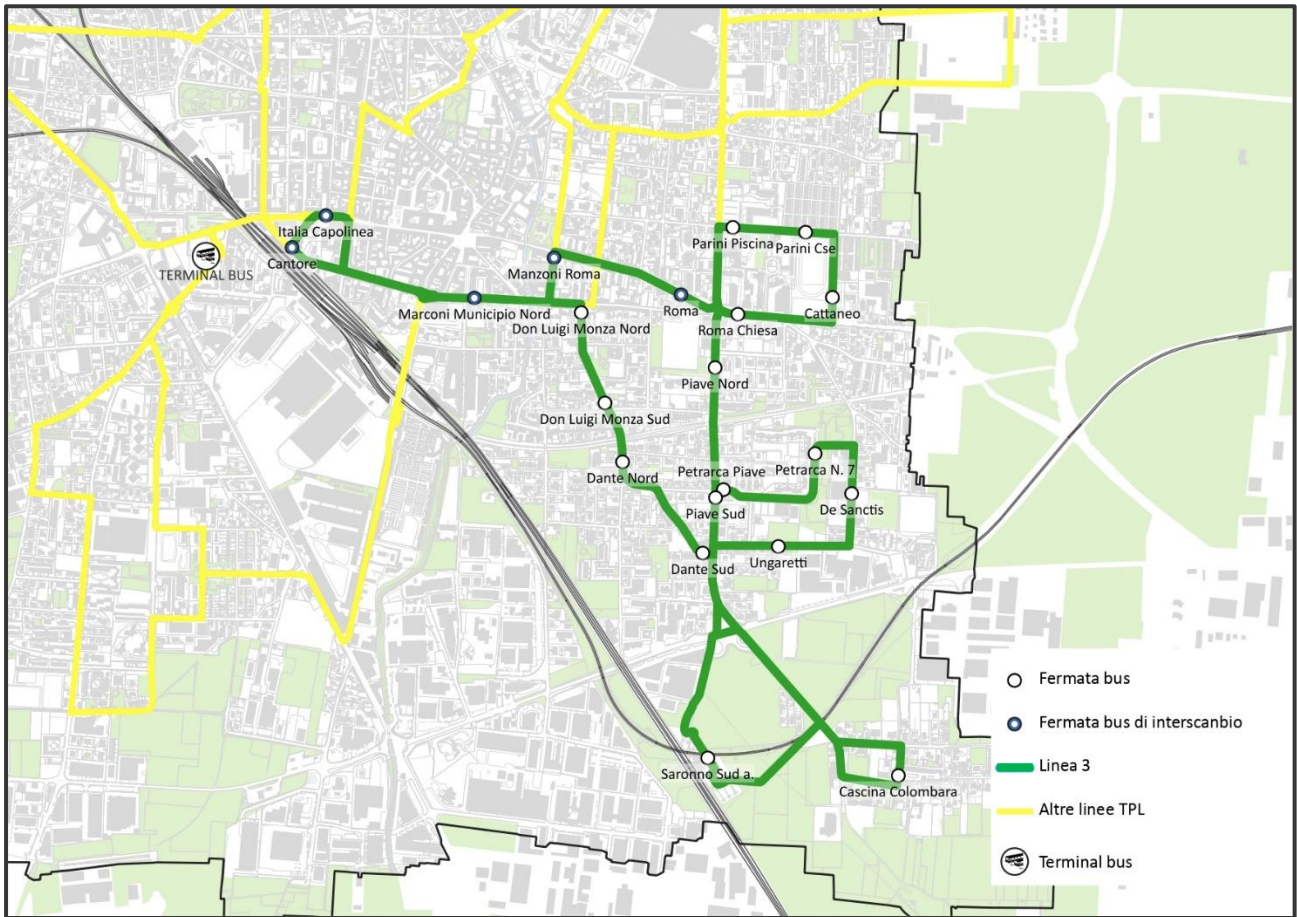 Italia Capolinea
Cantore
TERMINAL BUS
Marconi Municipio Nord
Manzoni Roma
Don Luigi Monza Nord
Roma
Parini Piscina
Parini Cse
Cattaneo
Roma Chiesa
Piave Nord
Don Luigi Monza Sud
Dante Nord
Petrarca Piave
Petrarca N. 7
Piave Sud
De Sanctis
Dante Sud
Ungaretti
Saronno Sud a.
Cascina Colombara
Fermata bus
Fermata bus di interscanbio
Linea 3
Altre linee TPL
Terminal bus